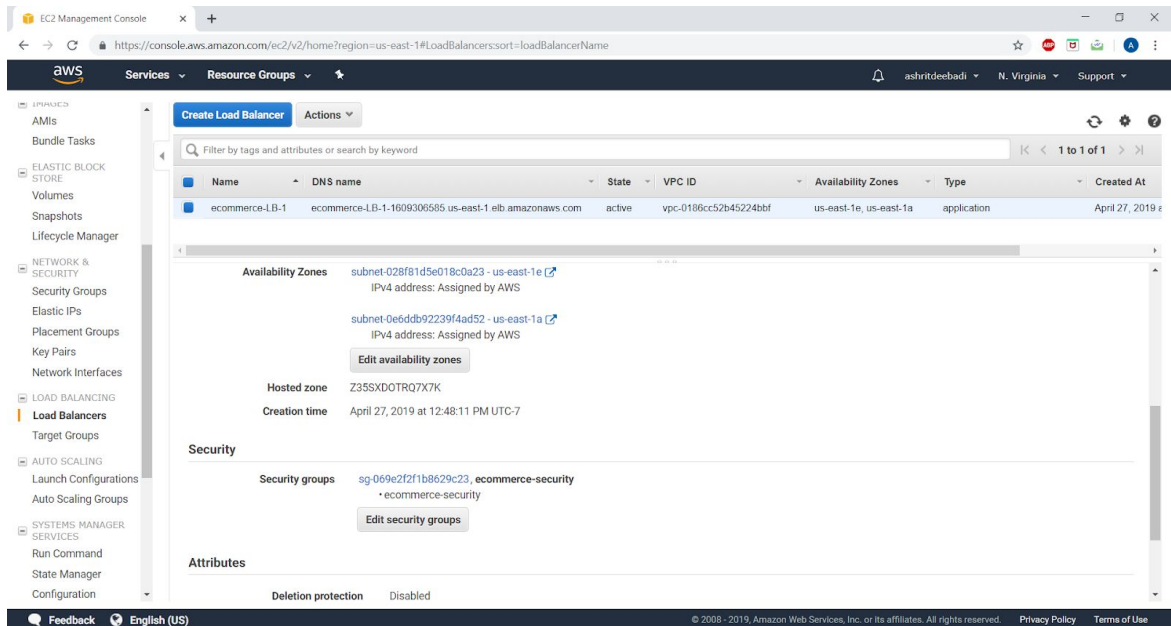 EC2 Management Console
https://console.aws.amazon.com/ec2/v2/home?region=us-east-1#LoadBalancers:sort=loadBalancerName
ABP
A
aws
Services
Resource Groups
ashritdeebadi
N. Virginia
Support
IMAGES
AMIs
Bundle Tasks
ELASTIC BLOCK
STORE
Volumes
Snapshots
Lifecycle Manager
NETWORK &
SECURITY
Security Groups
Elastic IPs
Placement Groups
Key Pairs
Network Interfaces
LOAD BALANCING
Load Balancers
Target Groups
AUTO SCALING
Launch Configurations
Auto Scaling Groups
SYSTEMS MANAGER
SERVICES
Run Command
State Manager
Configuration
Create Load Balancer Actions
Filter by tags and attributes or search by keyword
1 to 1 of 1
Name DNS name State VPC ID Availability Zones Type Created At
ecommerce-LB-1 ecommerce-LB-1-1609306585.us-east-1.elb.amazonaws.com active vpc-0186cc52b45224bbf us-east-1e, us-east-1a application April 27, 2019 a
Availability Zones subnet-028f81d5e018c0a23 - us-east-1e
IPv4 address: Assigned by AWS
subnet-0e6ddb92239f4ad52 - us-east-1a
IPv4 address: Assigned by AWS
Edit availability zones
Hosted zone Z35SXDOTRQ7X7K
Creation time April 27, 2019 at 12:48:11 PM UTC-7
Security
Security groups sg-069e2f2f1b8629c23, ecommerce-security
• ecommerce-security
Edit security groups
Attributes
Deletion protection Disabled
Feedback English (US)
© 2008 - 2019, Amazon Web Services, Inc. or its affiliates. All rights reserved. Privacy Policy Terms of Use